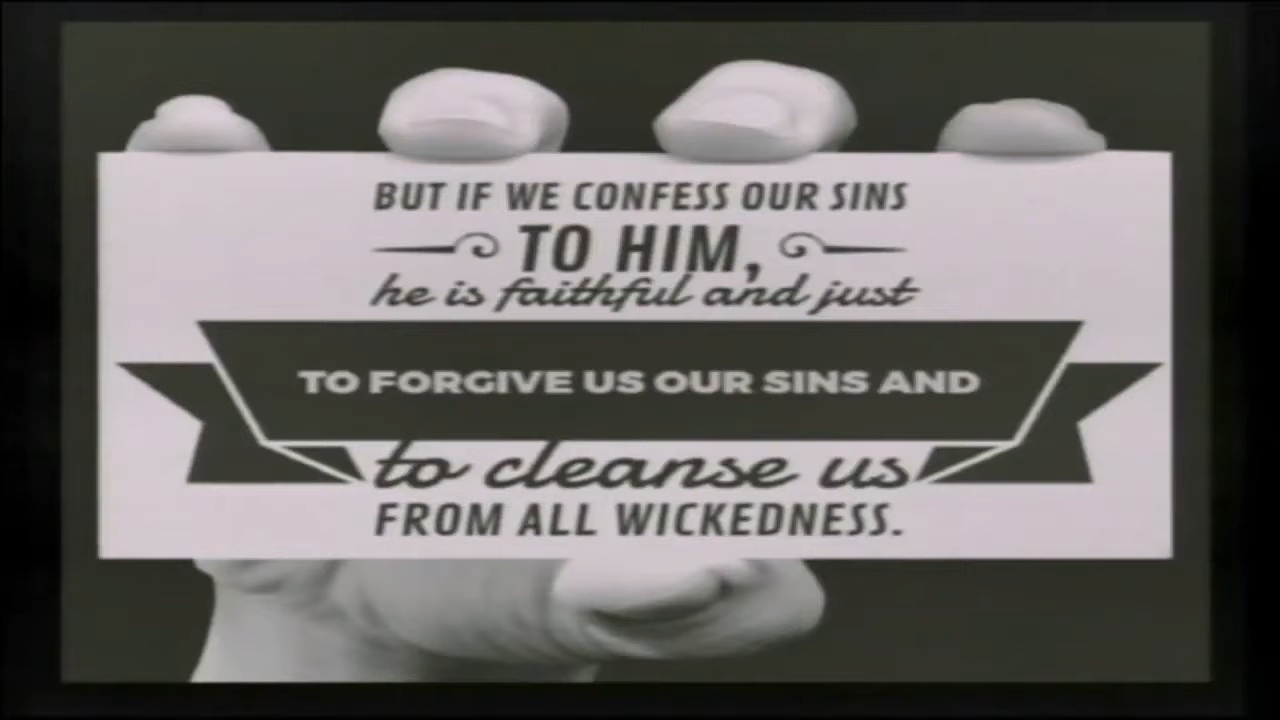 BUT IF WE CONFESS OUR SINS
TO HIM,
he is faithful and just
TO FORGIVE US OUR SINS AND
to cleanse us
FROM ALL WICKEDNESS.